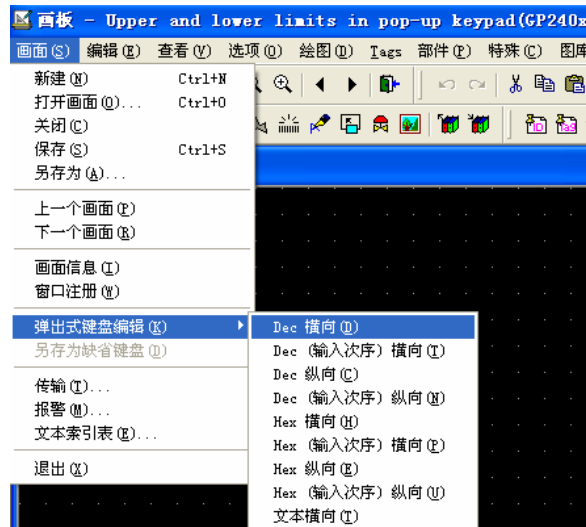 画板 - Upper and lower limits in pop-up keypad(GP240x
画面(S) 编辑(E) 查看(V) 选项(O) 绘图(D) Tags 部件(P) 特殊(C) 图库
新建(N) Ctrl+N
打开画面(O)... Ctrl+O
关闭(C)
保存(S) Ctrl+S
另存为(A)...
上一个画面(P)
下一个画面(R)
画面信息(I)
窗口注册(W)
弹出式键盘编辑(K)
另存为缺省键盘(D)
传输(T)...
报警(M)...
文本索引表(E)...
退出(X)
Dec 横向(D)
Dec (输入次序) 横向(I)
Dec 纵向(C)
Dec (输入次序) 纵向(N)
Hex 横向(H)
Hex (输入次序) 横向(P)
Hex 纵向(E)
Hex (输入次序) 纵向(U)
文本横向(T)